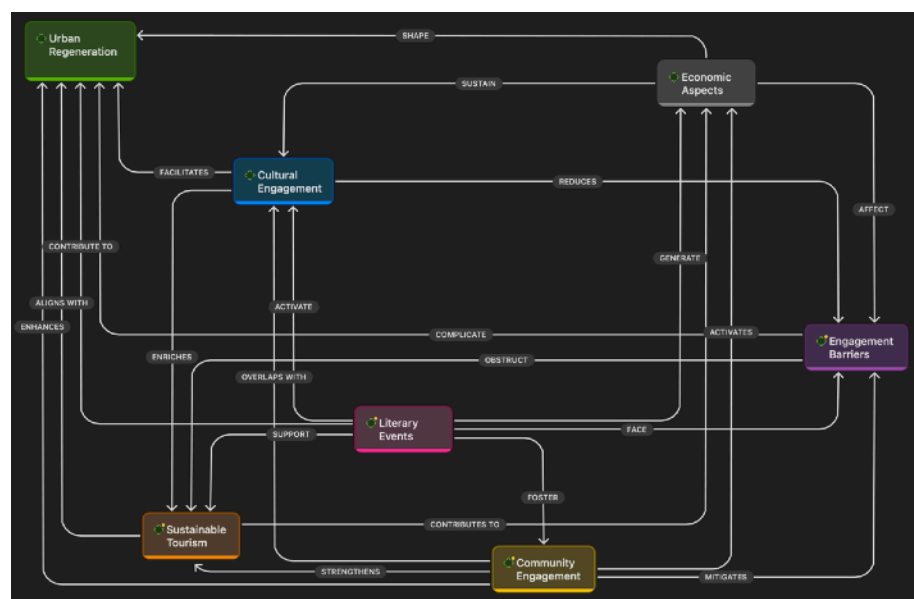 Urban
Regeneration
SHAPE
Economic
Aspects
SUSTAIN
FACILITATES
Cultural
Engagement
REDUCES
AFFECT
CONTRIBUTE TO
GENERATE
ALIGNS WITH
ACTIVATE
ENHANCES
COMPLICATE
ACTIVATES
Engagement
Barriers
ENRICHES
OBSTRUCT
OVERLAPS WITH
Literary
Events
SUPPORT
FACE
FOSTER
Sustainable
Tourism
CONTRIBUTES TO
STRENGTHENS
Community
Engagement
MITIGATES